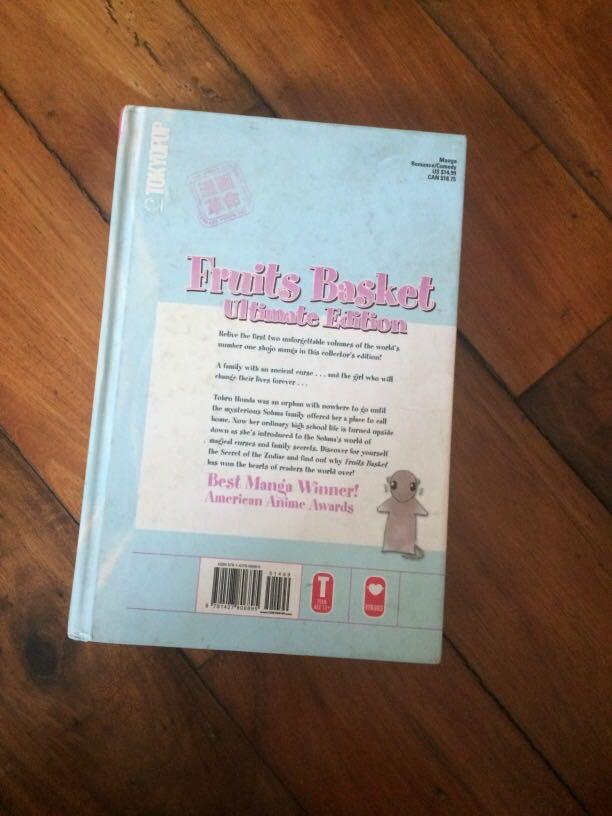 TOKYOPOP
Manga
Romance/Comedy
US $14.99
CAN $18.75
Fruits Basket
Ultimate Edition
Relive the first two unforgettable volumes of the world's
number one shojo manga in this collector's edition!
A family with an ancient curse . . . and the girl who will
change their lives forever . . .
Tohru Honda was an orphan with nowhere to go until
the mysterious Sohma family offered her a place to call
home. Now her ordinary high school life is turned upside
down as she's introduced to the Sohma's world of
magical curses and family secrets. Discover for yourself
the Secret of the Zodiac and find out why Fruits Basket
has won the hearts of readers the world over!
Best Manga Winner!
American Anime Awards
51499
T
TEEN
AGE 13+
ROMANCE